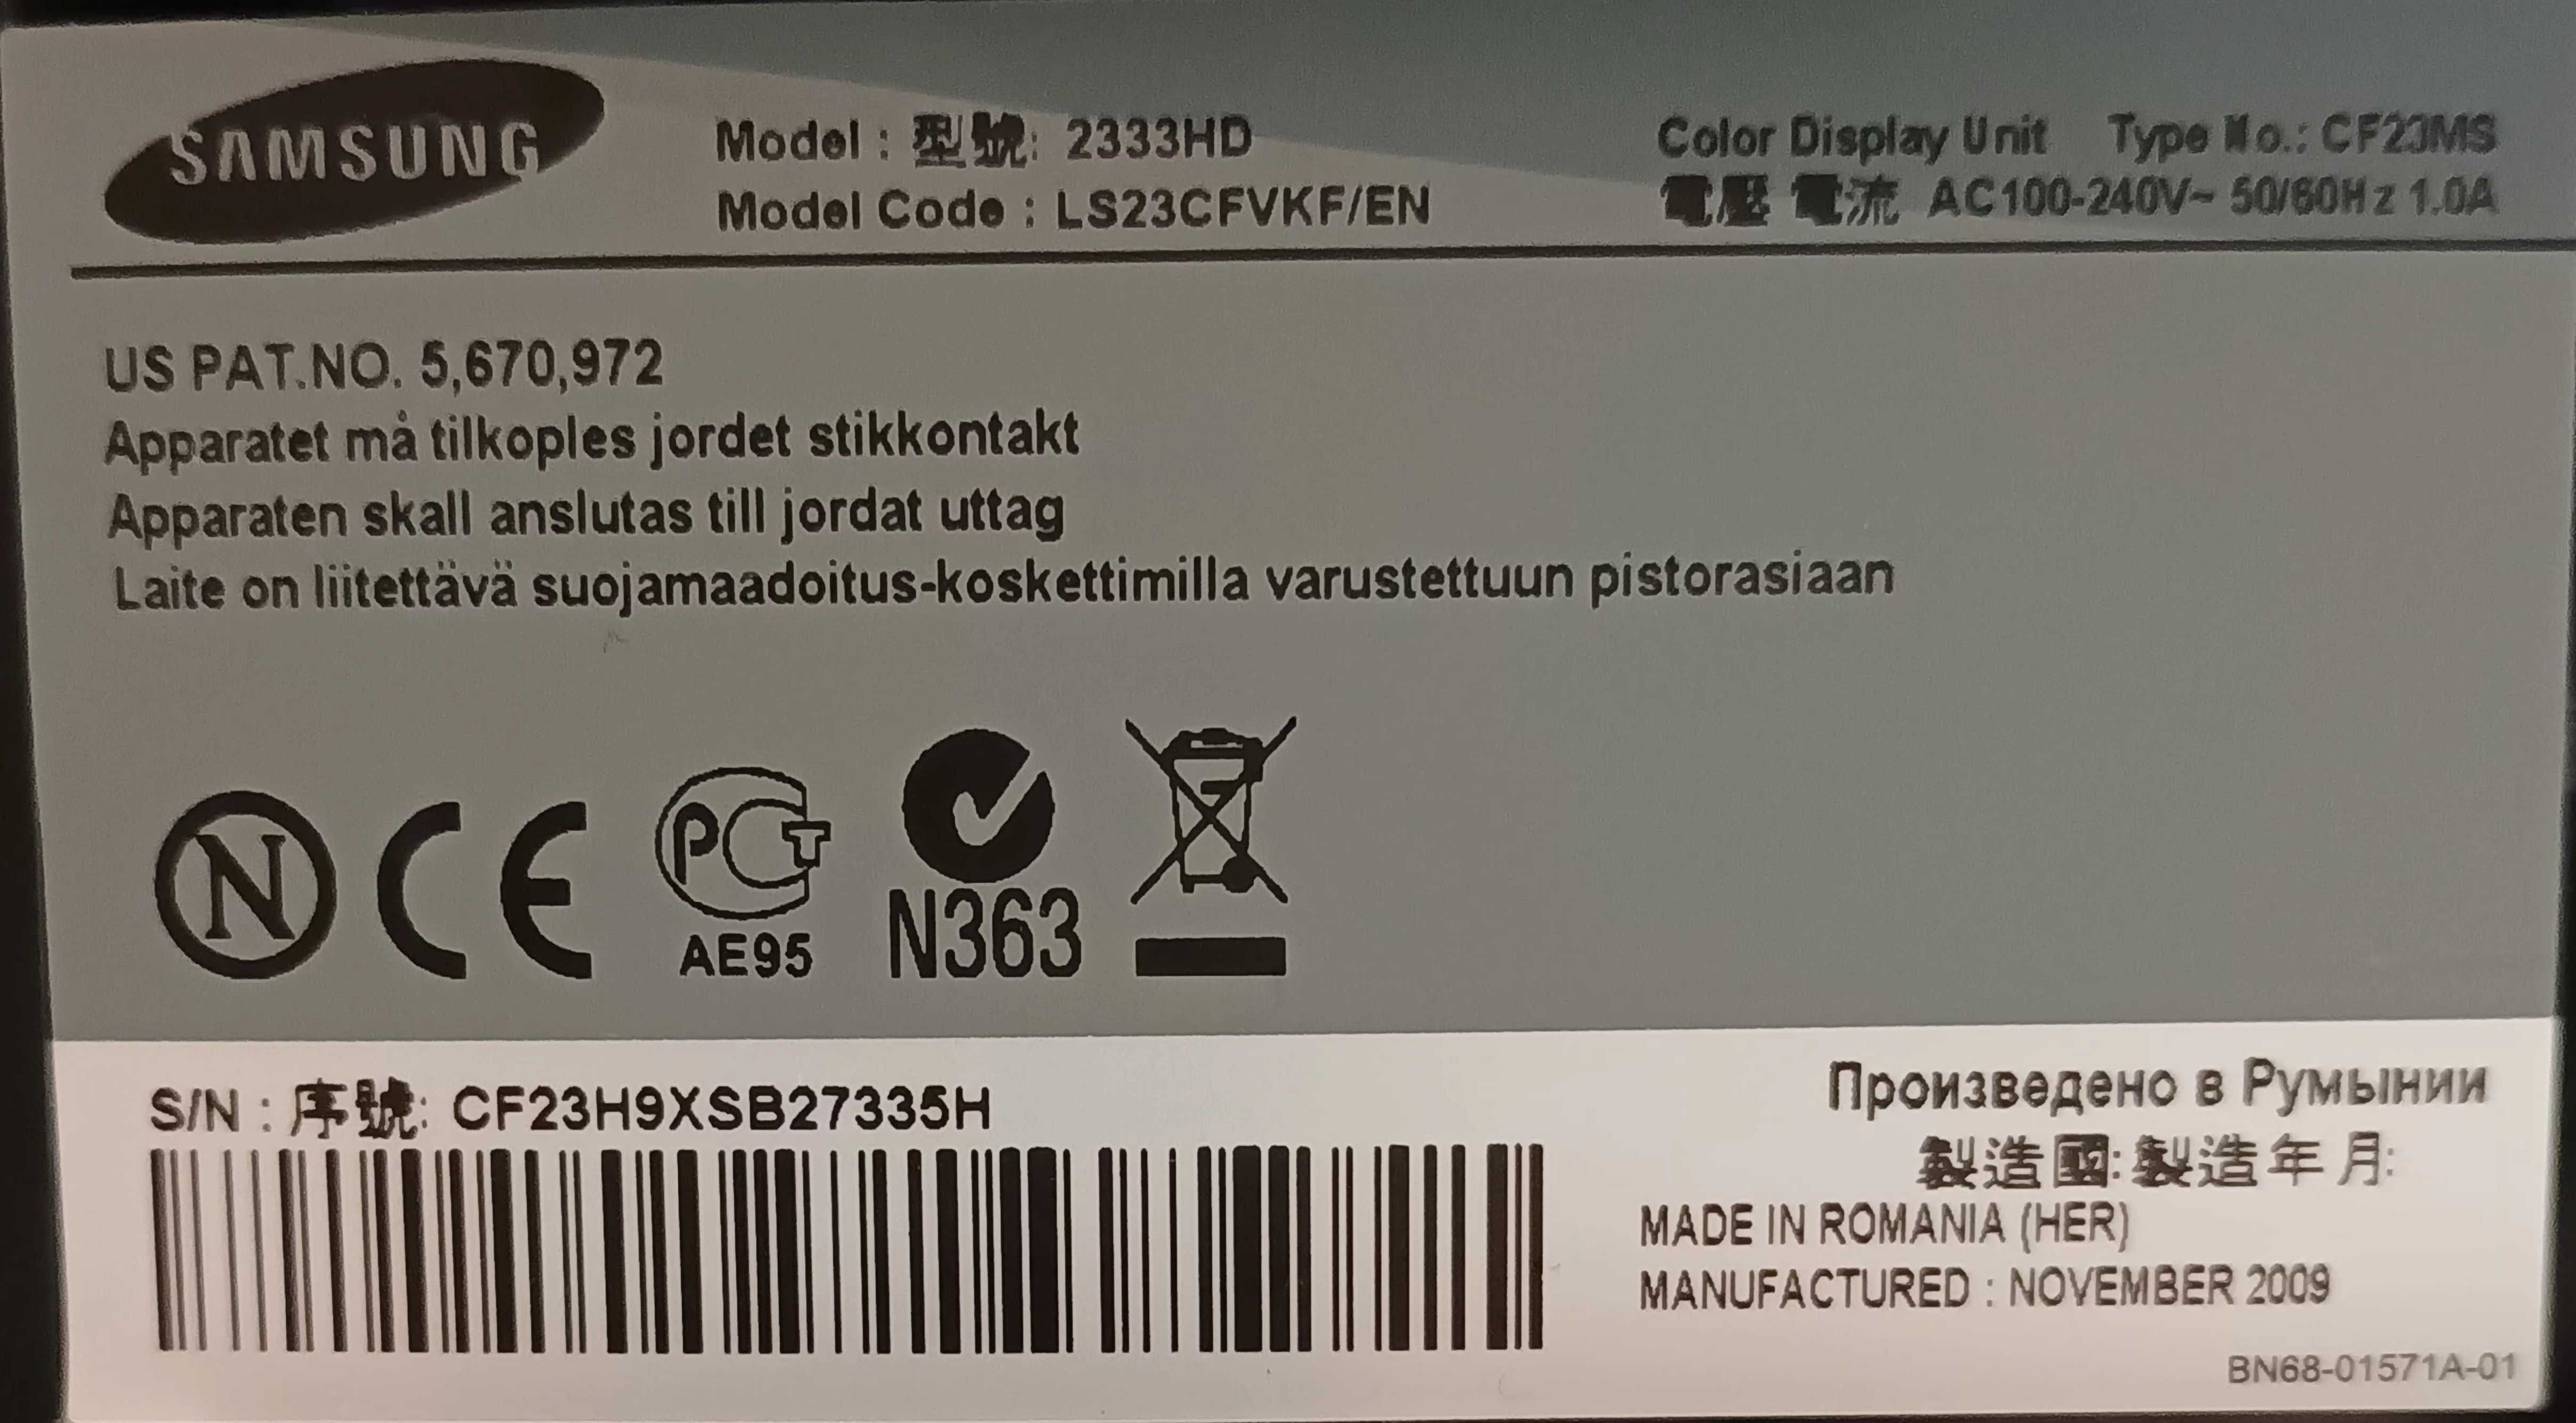 SAMSUNG
Model : 型號: 2333HD
Model Code : LS23CFVKF/EN
Color Display Unit Type No.: CF23MS
電壓 電流 AC100-240V~ 50/60Hz 1.0A
US PAT.NO. 5,670,972
Apparatet må tilkoples jordet stikkontakt
Apparaten skall anslutas till jordat uttag
Laite on liitettävä suojamaadoitus-koskettimilla varustettuun pistorasiaan
N CE PCT N363
AE95
S/N : 序號: CF23H9XSB27335H
Произведено в Румынии
製造國: 製造年月:
MADE IN ROMANIA (HER)
MANUFACTURED : NOVEMBER 2009
BN68-01571A-01